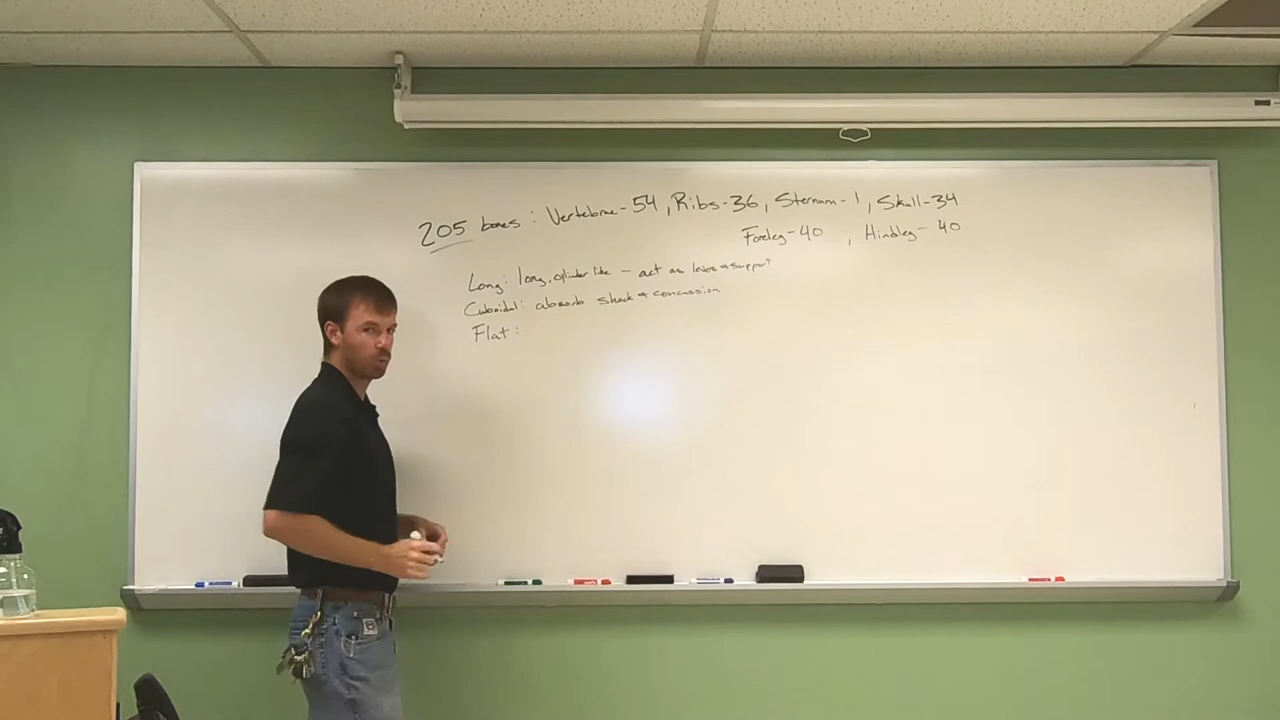 205 bones : Vertebrae-54, Ribs-36, Sternum-1, Skull-34
Foreleg-40 , Hindleg-40
Long: long, cylinder like - act as levers & support
Cuboidal: absorb shock & concussion
Flat: